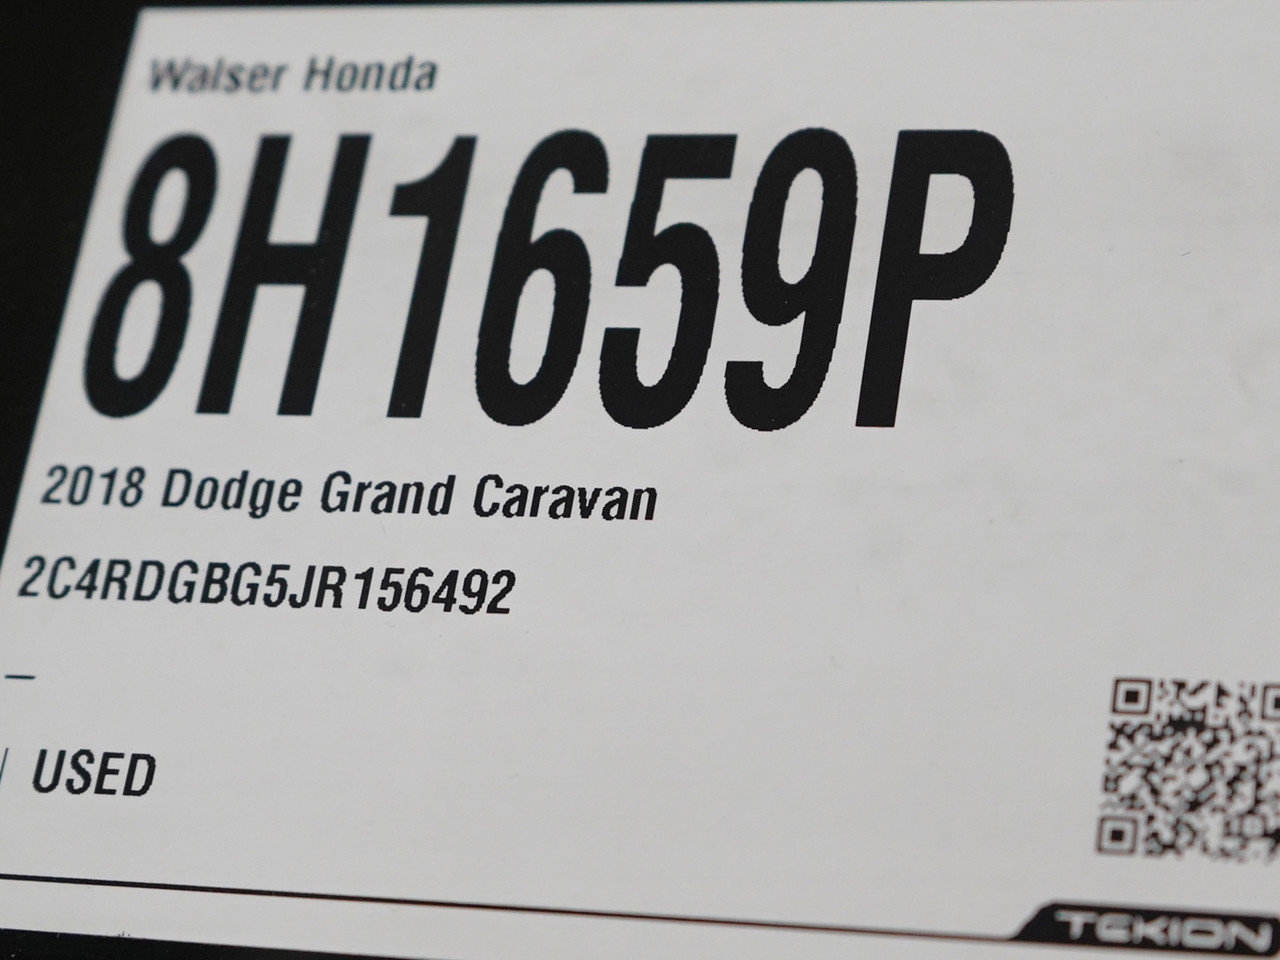 Walser Honda
8H1659P
2018 Dodge Grand Caravan
2C4RDGBG5JR156492
–
USED
TEKION